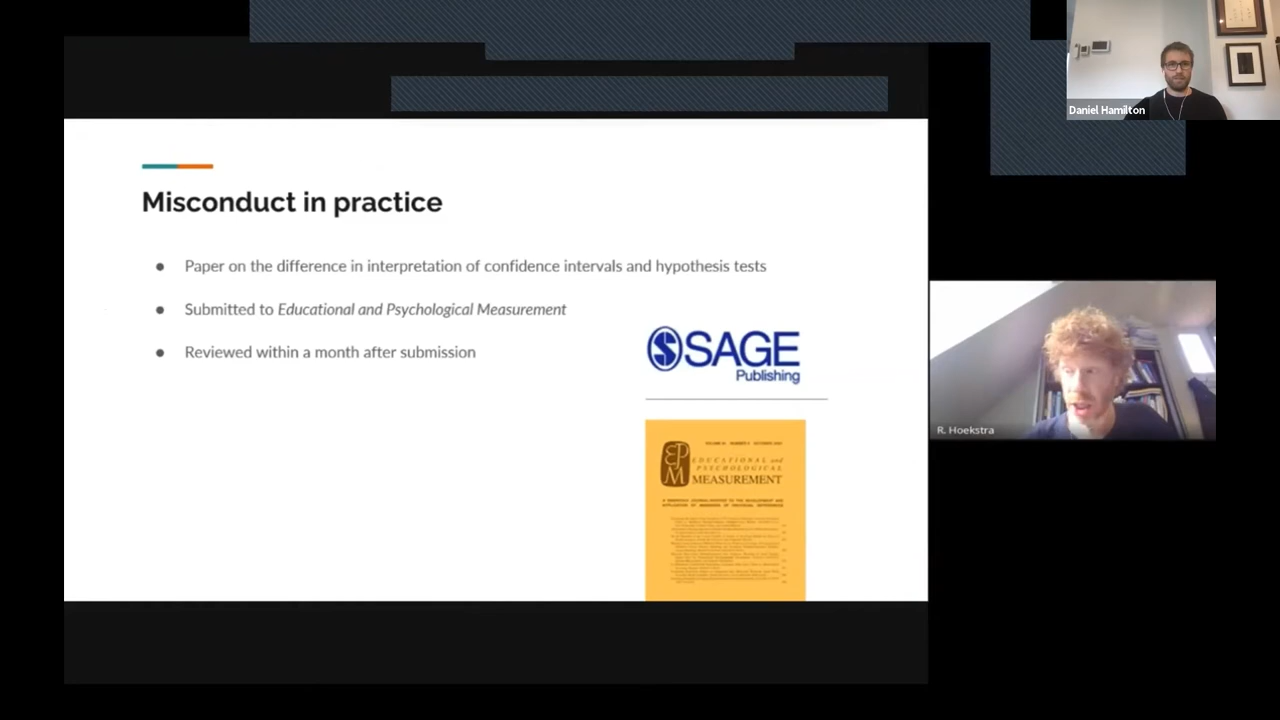 Daniel Hamilton
Misconduct in practice
● Paper on the difference in interpretation of confidence intervals and hypothesis tests
● Submitted to Educational and Psychological Measurement
● Reviewed within a month after submission
SAGE
Publishing
EPM
EDUCATIONAL and
PSYCHOLOGICAL
MEASUREMENT
R. Hoekstra